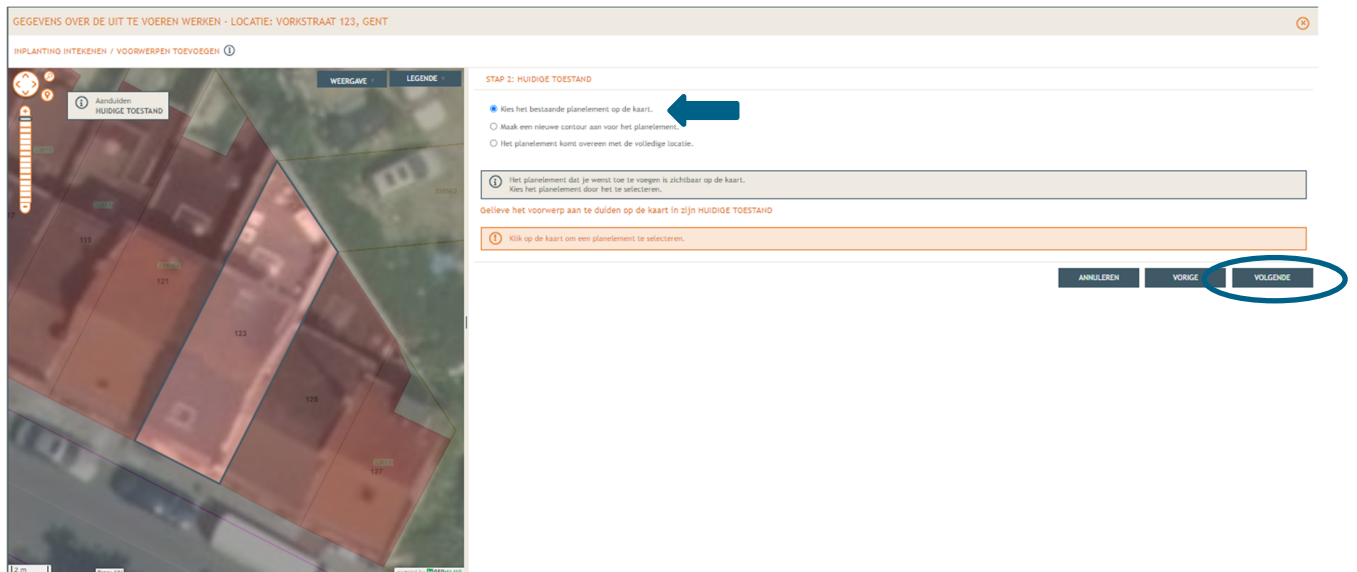 GEGEVENS OVER DE UIT TE VOEREN WERKEN - LOCATIE: VORKSTRAAT 123, GENT
INPLANTING INTEKENEN / VOORWERPEN TOEVOEGEN
WEERGAVE
LEGENDE
Aanduiden
HUIDIGE TOESTAND
119
121
123
125
127
2 m
STAP 2: HUIDIGE TOESTAND
Kies het bestaande planelement op de kaart.
Maak een nieuwe contour aan voor het planelement.
Het planelement komt overeen met de volledige locatie.
Het planelement dat je wenst toe te voegen is zichtbaar op de kaart.
Kies het planelement door het te selecteren.
Gelieve het voorwerp aan te duiden op de kaart in zijn HUIDIGE TOESTAND
Klik op de kaart om een planelement te selecteren.
ANNULEREN
VORIGE
VOLGENDE